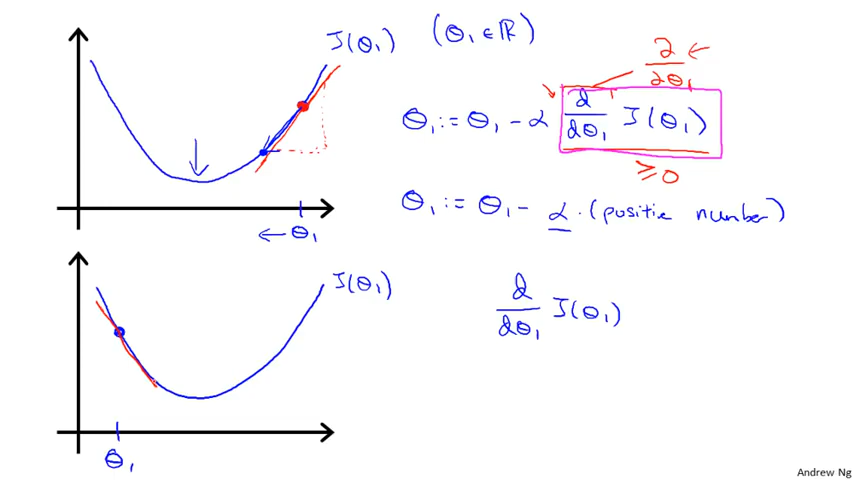 J(θ₁) (θ₁ ∈ ℝ)
∂/∂θ₁ ←
θ₁ := θ₁ - α d/dθ₁ J(θ₁)
≥ 0
θ₁ := θ₁ - α · (positive number)
← θ₁
J(θ₁)
d/dθ₁ J(θ₁)
θ₁
Andrew Ng